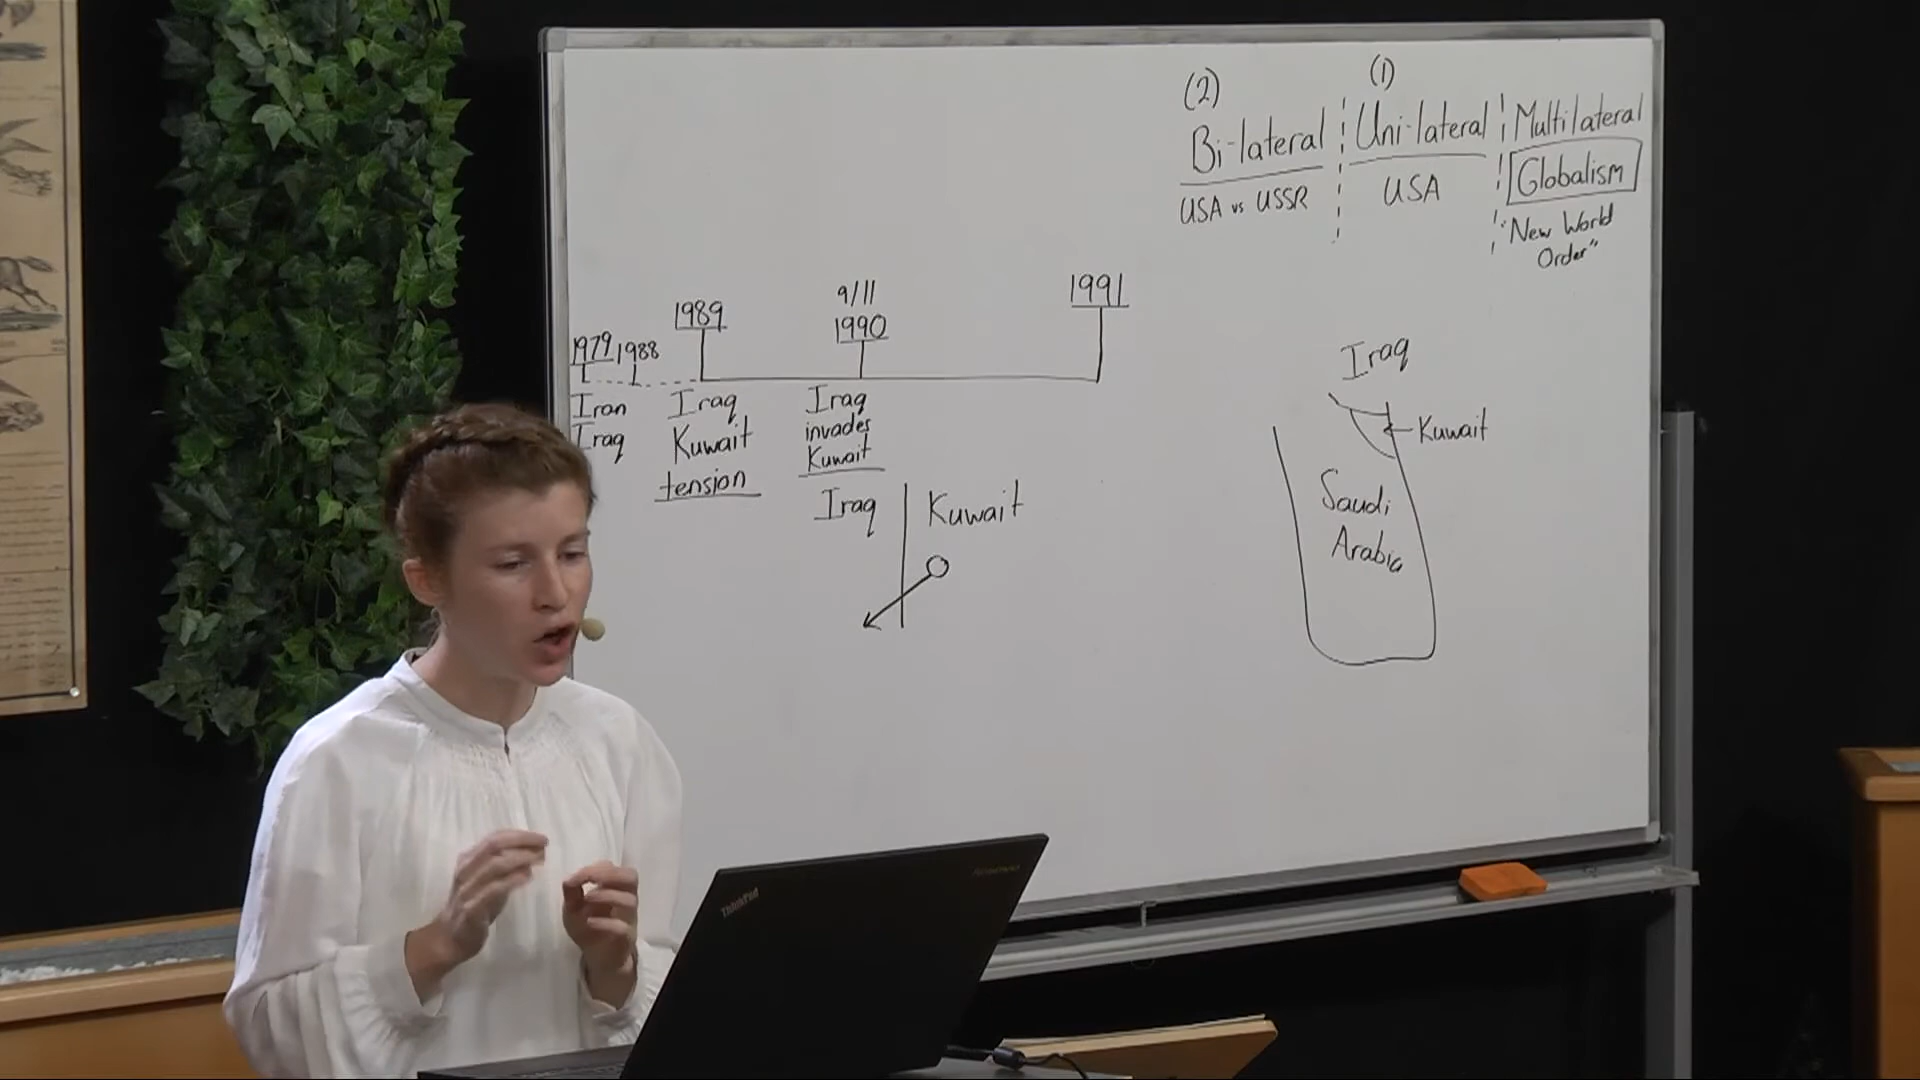 (2)
(1)
Bi-lateral
Uni-lateral
Multilateral
USA vs USSR
USA
Globalism
"New World
Order"
1979
1988
1989
9/11
1990
1991
Iran
Iraq
Iraq
Kuwait
tension
Iraq
invades
Kuwait
Iraq
Kuwait
Iraq
Kuwait
Saudi
Arabia
ThinkPad